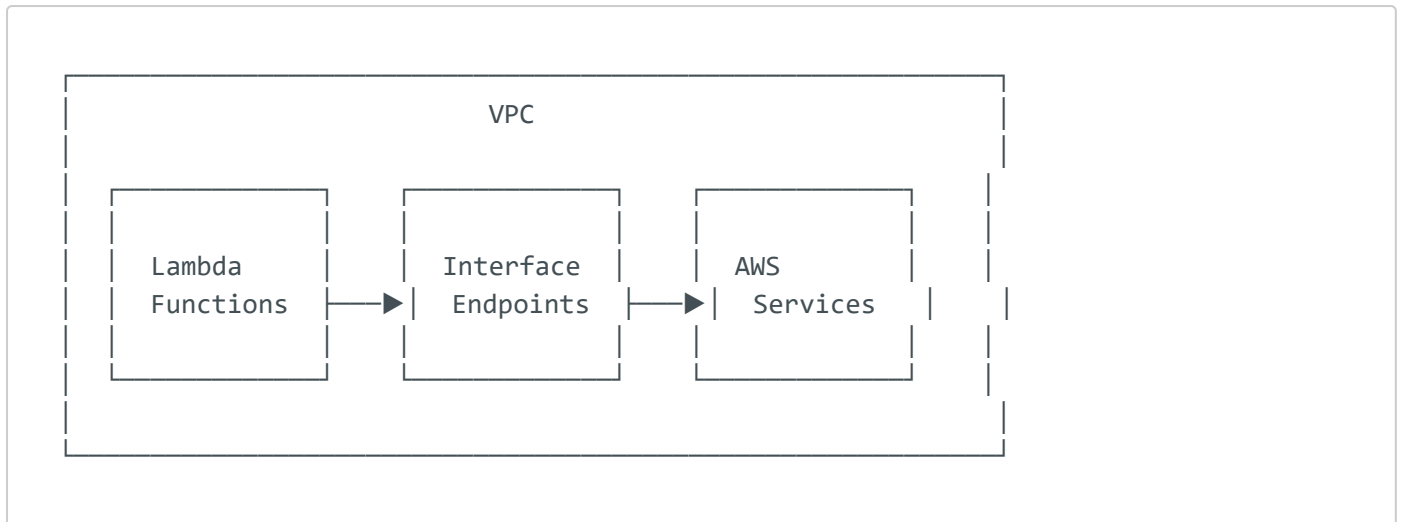 VPC
Lambda Interface AWS
Functions Endpoints Services